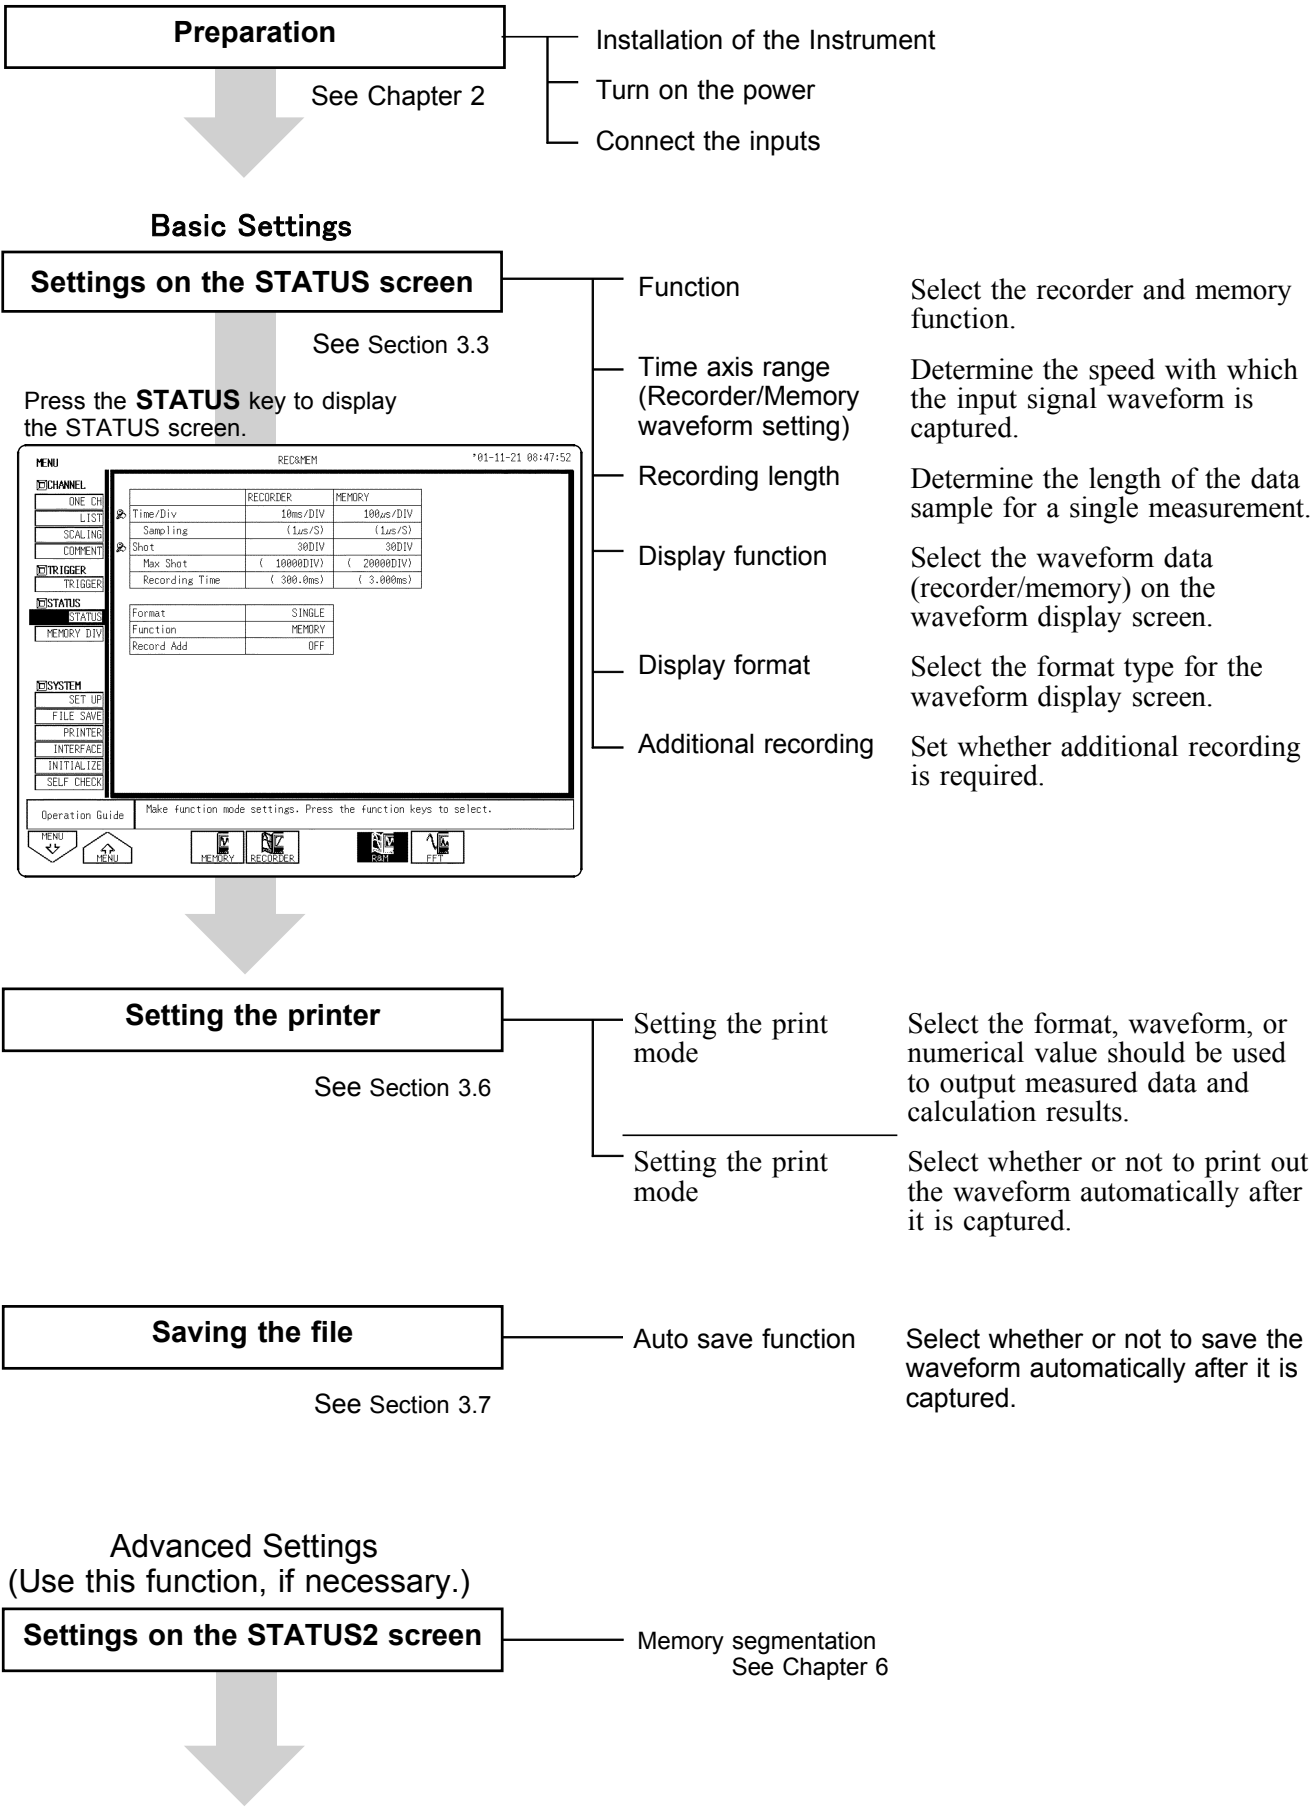 Preparation
See Chapter 2
Installation of the Instrument
Turn on the power
Connect the inputs
Basic Settings
Settings on the STATUS screen
See Section 3.3
Press the STATUS key to display
the STATUS screen.
MENU
REC&MEM
'01-11-21 08:47:52
CHANNEL
ONE CH
LIST
SCALING
COMMENT
TRIGGER
TRIGGER
STATUS
STATUS
MEMORY DIV
SYSTEM
SET UP
FILE SAVE
PRINTER
INTERFACE
INITIALIZE
SELF CHECK
RECORDER MEMORY
Time/Div 10ms/DIV 100µs/DIV
Sampling (1µs/S) (1µs/S)
Shot 30DIV 30DIV
Max Shot ( 10000DIV) ( 20000DIV)
Recording Time ( 300.0ms) ( 3.000ms)
Format SINGLE
Function MEMORY
Record Add OFF
Operation Guide
Make function mode settings. Press the function keys to select.
MENU
MENU
MEMORY
RECORDER
R&M
FFT
Function
Select the recorder and memory
function.
Time axis range
(Recorder/Memory
waveform setting)
Determine the speed with which
the input signal waveform is
captured.
Recording length
Determine the length of the data
sample for a single measurement.
Display function
Select the waveform data
(recorder/memory) on the
waveform display screen.
Display format
Select the format type for the
waveform display screen.
Additional recording
Set whether additional recording
is required.
Setting the printer
See Section 3.6
Setting the print
mode
Select the format, waveform, or
numerical value should be used
to output measured data and
calculation results.
Setting the print
mode
Select whether or not to print out
the waveform automatically after
it is captured.
Saving the file
See Section 3.7
Auto save function
Select whether or not to save the
waveform automatically after it is
captured.
Advanced Settings
(Use this function, if necessary.)
Settings on the STATUS2 screen
Memory segmentation
See Chapter 6